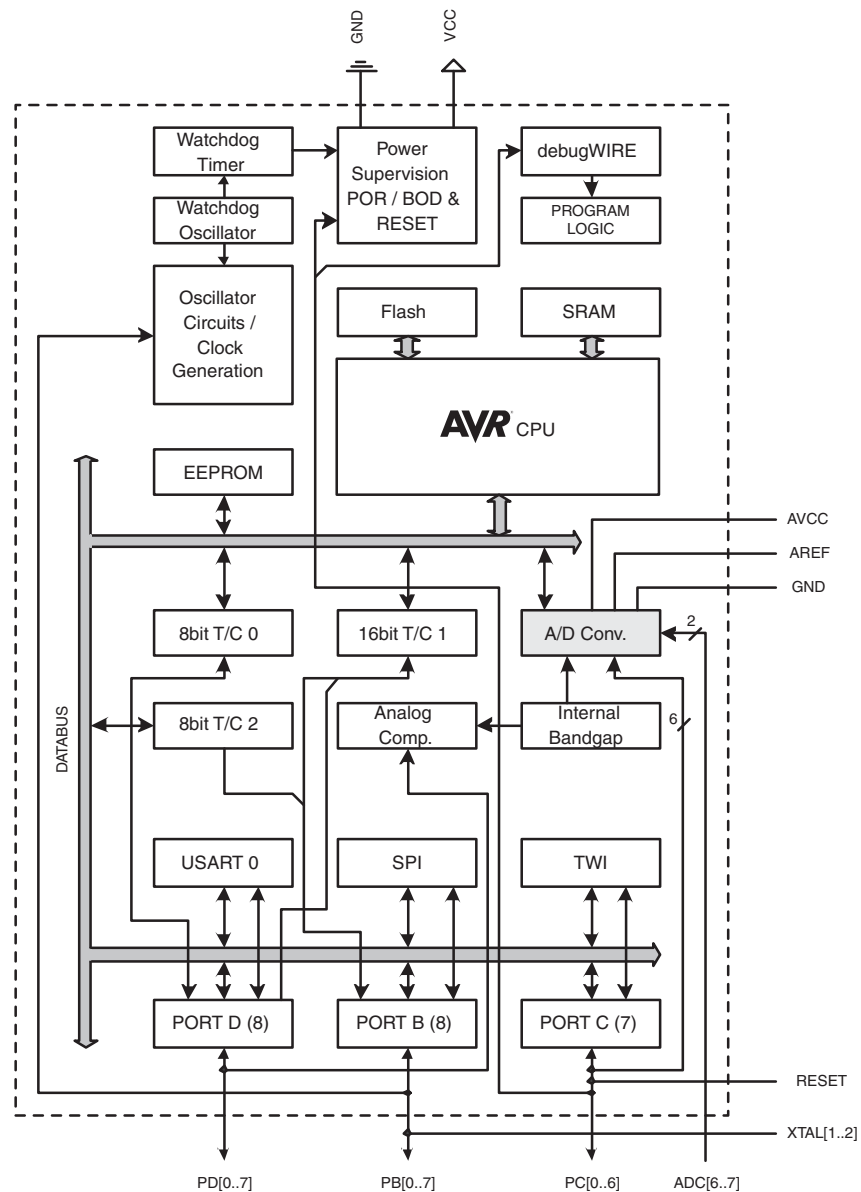 GND
VCC
Watchdog
Timer
Power
Supervision
POR / BOD &
RESET
debugWIRE
Watchdog
Oscillator
PROGRAM
LOGIC
Oscillator
Circuits /
Clock
Generation
Flash
SRAM
AVR CPU
EEPROM
AVCC
AREF
GND
8bit T/C 0
16bit T/C 1
A/D Conv.
2
DATABUS
8bit T/C 2
Analog
Comp.
Internal
Bandgap
6
USART 0
SPI
TWI
PORT D (8)
PORT B (8)
PORT C (7)
RESET
XTAL[1..2]
PD[0..7]
PB[0..7]
PC[0..6]
ADC[6..7]